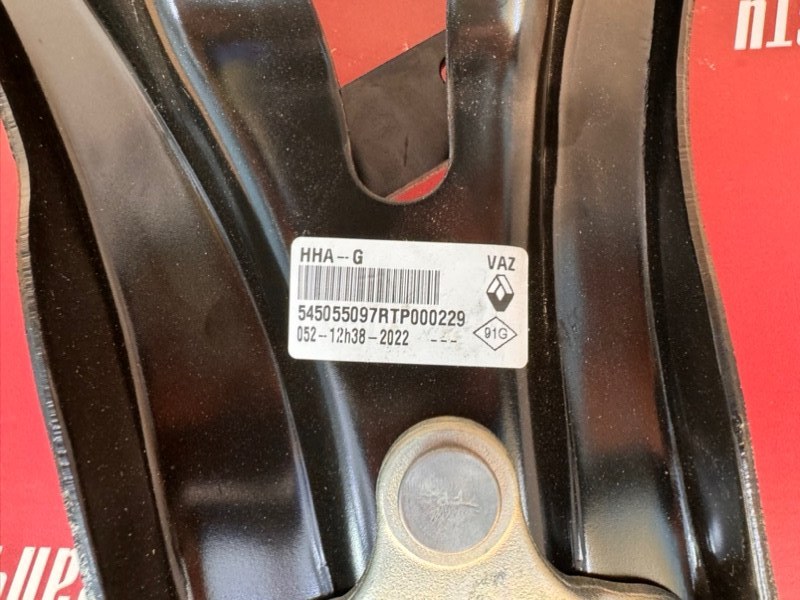 HHA--G
VAZ
545055097RTP000229
052-12h38-2022 ---
91G